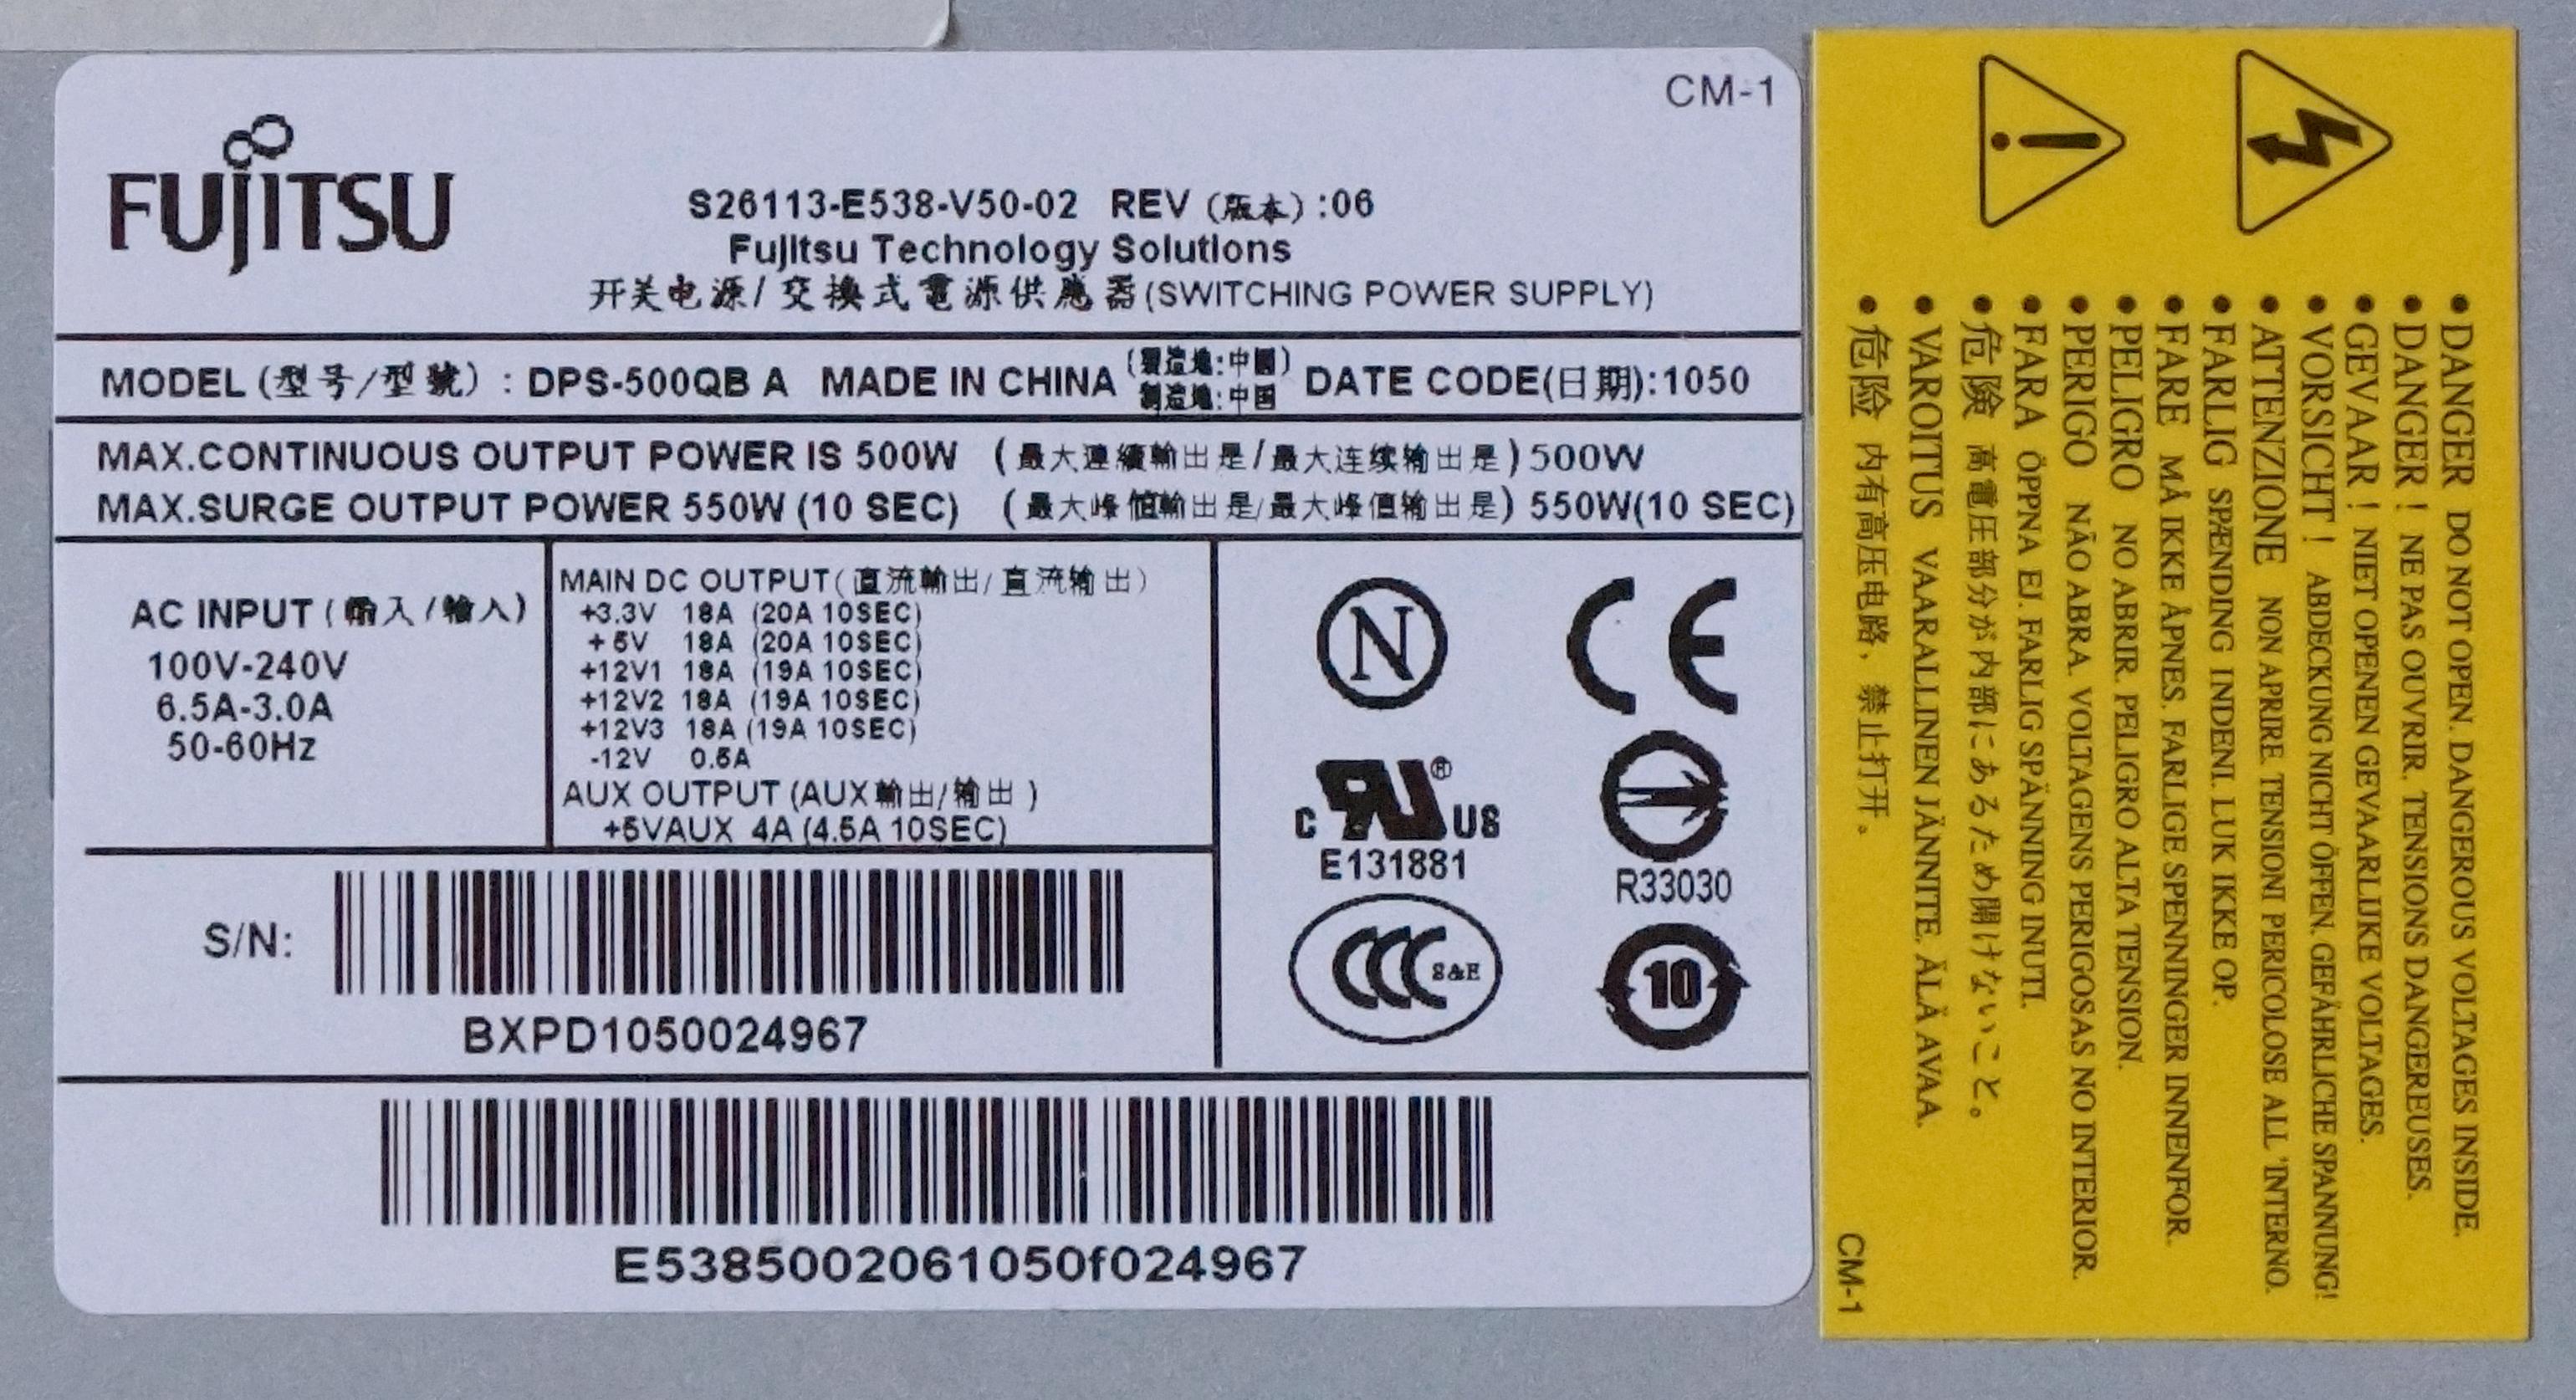 CM-1
FUJITSU
S26113-E538-V50-02 REV (版本) :06
Fujitsu Technology Solutions
开关电源/ 交換式電源供應器(SWITCHING POWER SUPPLY)
MODEL (型号/型號) : DPS-500QB A MADE IN CHINA (製造地:中國) 制造地:中国 DATE CODE(日期):1050
MAX.CONTINUOUS OUTPUT POWER IS 500W (最大連續輸出是/最大连续输出是)500W
MAX.SURGE OUTPUT POWER 550W (10 SEC) (最大峰値輸出是/最大峰值输出是) 550W(10 SEC)
AC INPUT (輸入/输入)
100V-240V
6.5A-3.0A
50-60Hz
MAIN DC OUTPUT(直流輸出/直流输出)
+3.3V 18A (20A 10SEC)
+5V 18A (20A 10SEC)
+12V1 18A (19A 10SEC)
+12V2 18A (19A 10SEC)
+12V3 18A (19A 10SEC)
-12V 0.5A
AUX OUTPUT (AUX輸出/输出)
+5VAUX 4A (4.5A 10SEC)
N
CE
C RU® US
E131881
R33030
CCC S&E
10
S/N:
BXPD1050024967
E5385002061050f024967
• DANGER DO NOT OPEN. DANGEROUS VOLTAGES INSIDE.
• DANGER ! NE PAS OUVRIR. TENSIONS DANGEREUSES.
• GEVAAR ! NIET OPENEN GEVAARLIJKE VOLTAGES.
• VORSICHT ! ABDECKUNG NICHT ÖFFEN. GEFÄHRLICHE SPANNUNG!
• ATTENZIONE NON APRIRE. TENSIONI PERICOLOSE ALL 'INTERNO.
• FARLIG SPÆNDING INDENI. LUK IKKE OP.
• FARE MÅ IKKE ÅPNES. FARLIGE SPENNINGER INNENFOR.
• PELIGRO NO ABRIR. PELIGRO ALTA TENSION.
• PERIGO NÃO ABRA. VOLTAGENS PERIGOSAS NO INTERIOR.
• FARA ÖPPNA EJ. FARLIG SPÄNNING INUTI.
• 危険 高電圧部分が内部にあるため開けないこと。
• VAROITUS VAARALLINEN JÄNNITE. ÄLÄ AVAA.
• 危险 内有高压电路，禁止打开。
CM-1